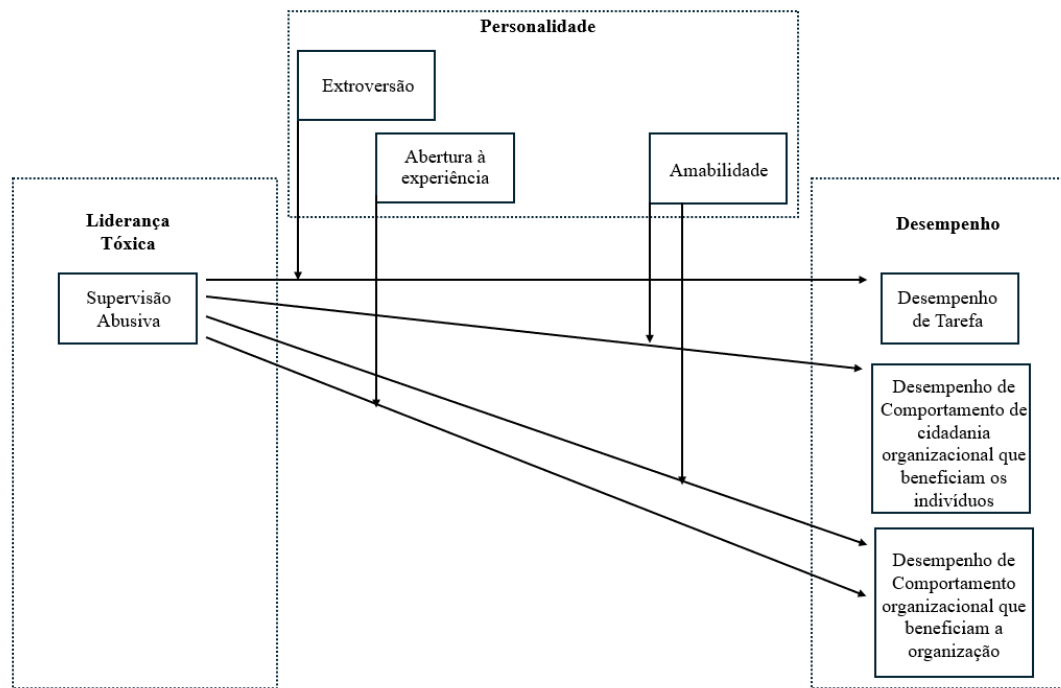 Personalidade
Extroversão
Abertura à
experiência
Amabilidade
Liderança
Tóxica
Supervisão
Abusiva
Desempenho
Desempenho
de Tarefa
Desempenho de
Comportamento de
cidadania
organizacional que
beneficiam os
indivíduos
Desempenho de
Comportamento
organizacional que
beneficiam a
organização